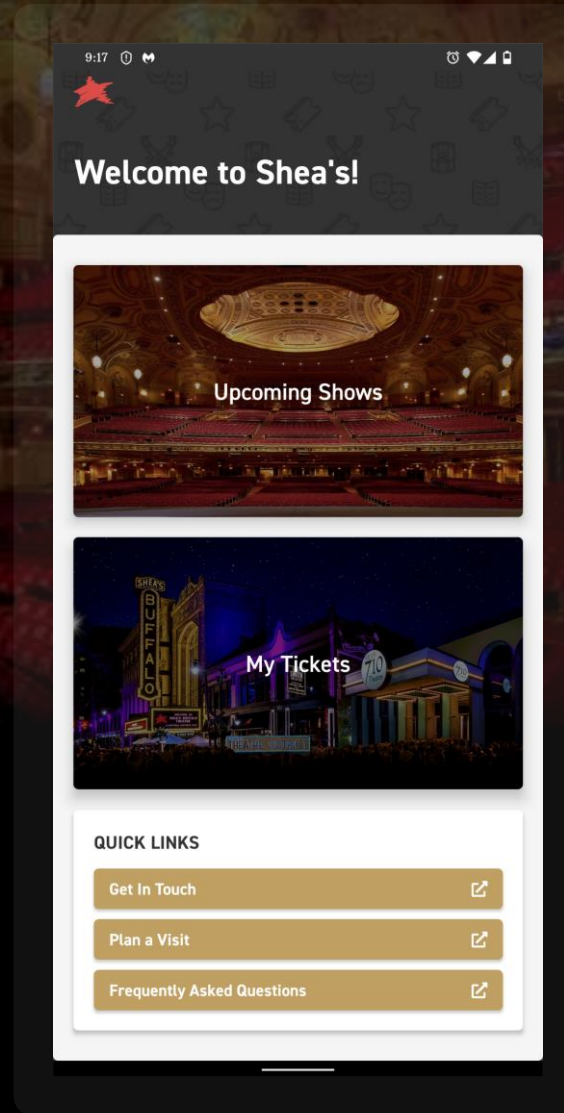 9:17
Welcome to Shea's!
Upcoming Shows
SHEA'S
BUFFALO
My Tickets
710
710
QUICK LINKS
Get In Touch
Plan a Visit
Frequently Asked Questions